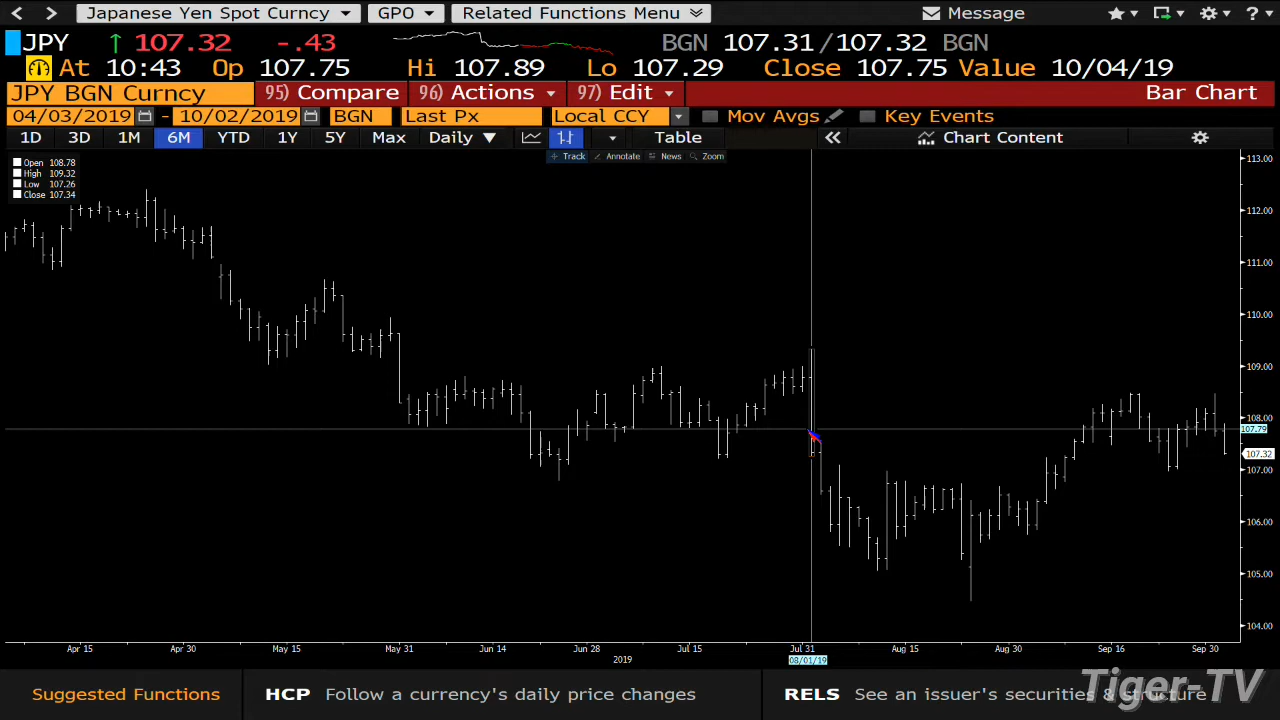 Japanese Yen Spot Curncy GPO Related Functions Menu Message ?
JPY 107.32 -.43 BGN 107.31/107.32 BGN
At 10:43 Op 107.75 Hi 107.89 Lo 107.29 Close 107.75 Value 10/04/19
JPY BGN Curncy 95) Compare 96) Actions 97) Edit Bar Chart
04/03/2019 - 10/02/2019 BGN Last Px Local CCY Mov Avgs Key Events
1D 3D 1M 6M YTD 1Y 5Y Max Daily Table Chart Content
Track Annotate News Zoom
Open 108.78
High 109.32
Low 107.26
Close 107.34
113.00
112.00
111.00
110.00
109.00
108.00
107.79
107.32
107.00
106.00
105.00
104.00
Apr 15 Apr 30 May 15 May 31 Jun 14 Jun 28 Jul 15 Jul 31 Aug 15 Aug 30 Sep 16 Sep 30
2019 08/01/19
Suggested Functions HCP Follow a currency's daily price changes RELS See an issuer's securities & structure
Tiger-TV